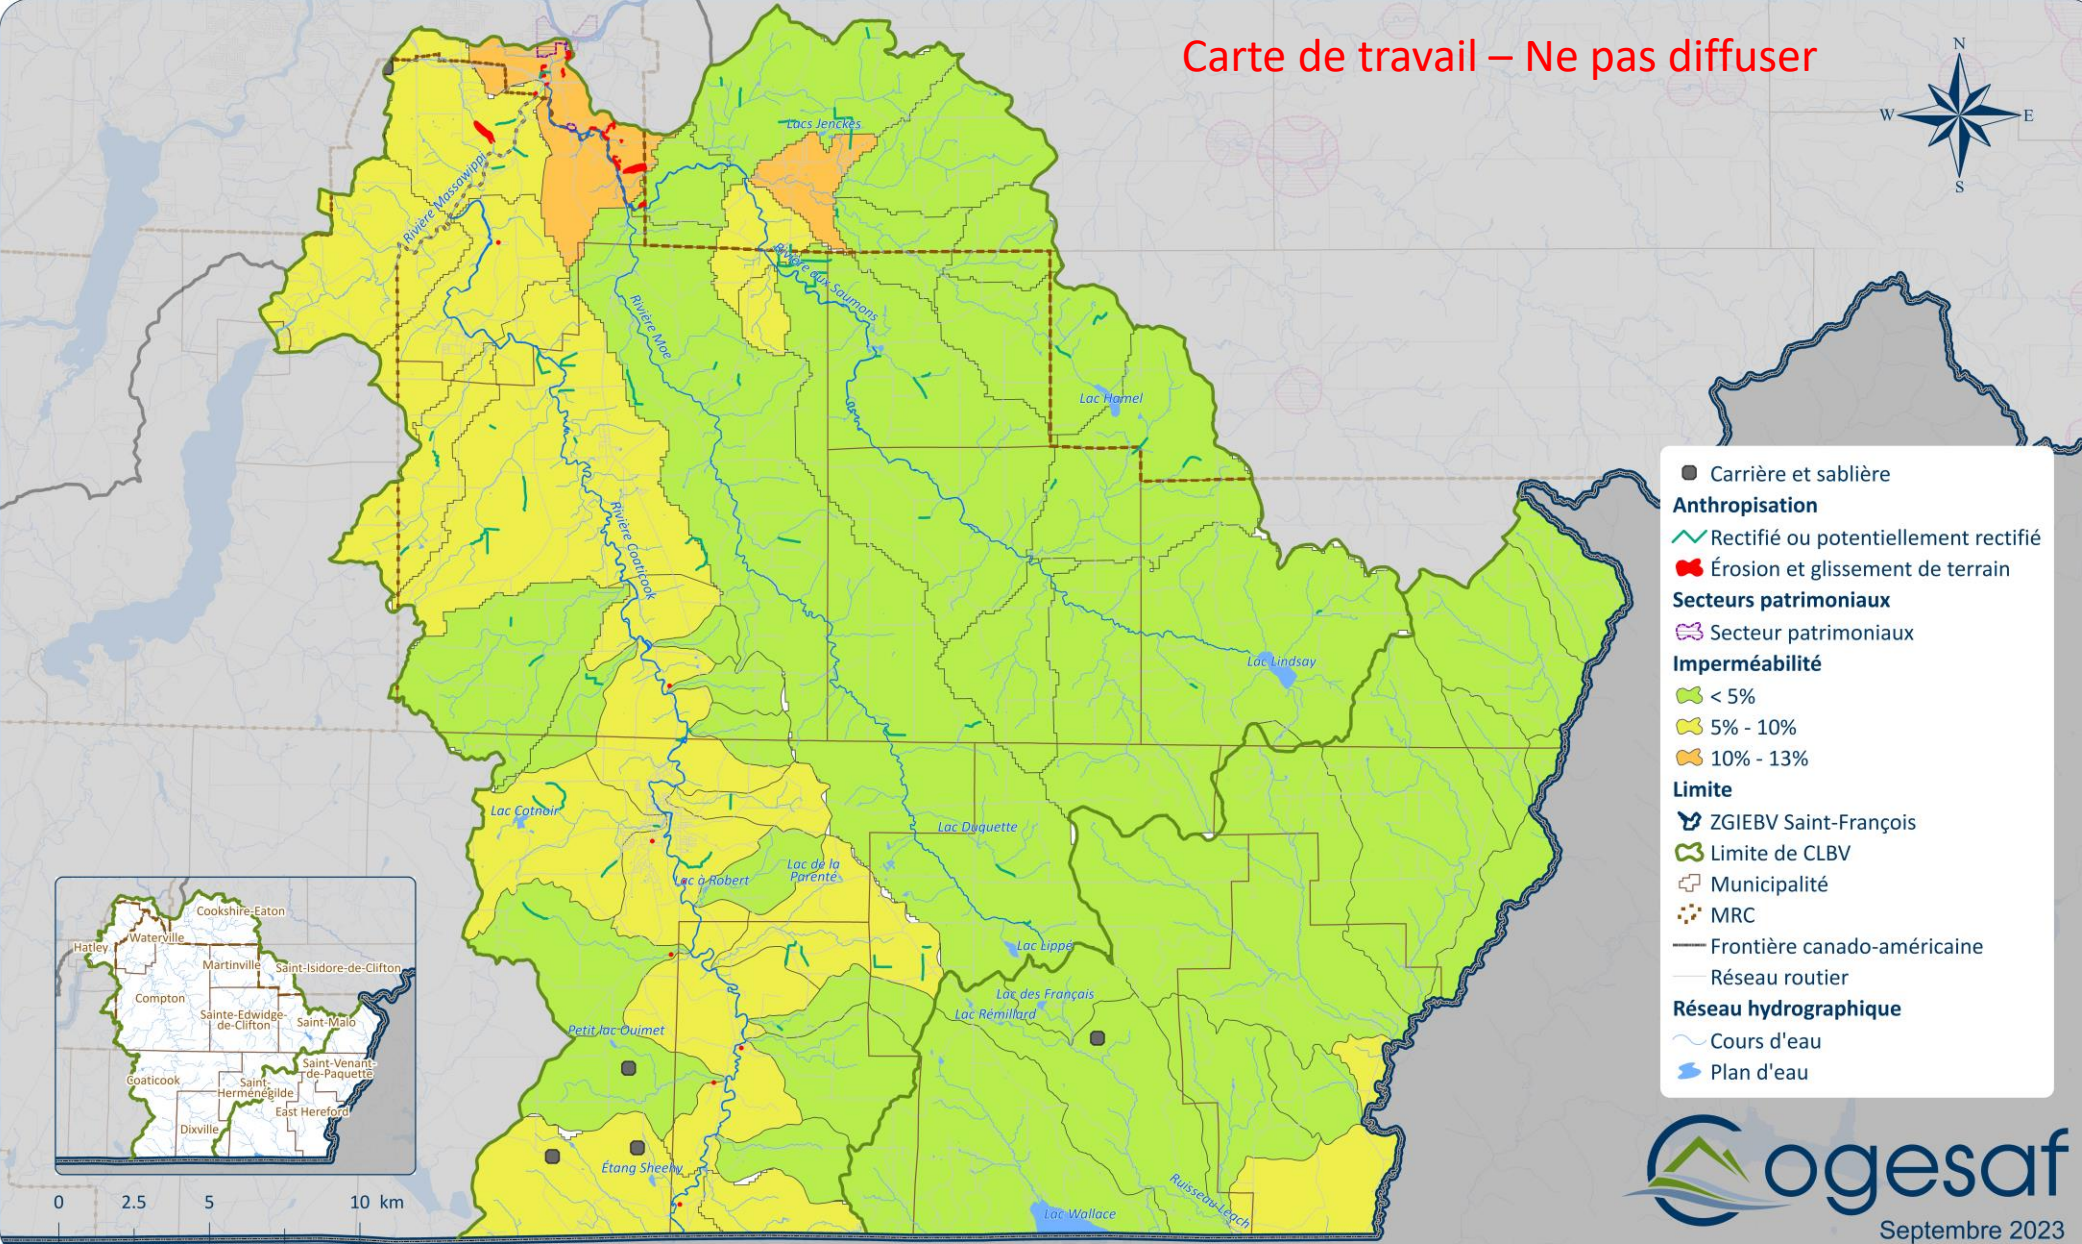 Carte de travail – Ne pas diffuser
N
W
E
S
Lacs Jenckes
Rivière Massawippi
Rivière aux Saumons
Rivière Moe
Lac Hamel
Rivière Coaticook
Lac Lindsay
Lac Cotnoir
Lac Duquette
Lac de la
Parenté
Lac à Robert
Lac Lippé
Lac des Français
Lac Rémillard
Petit lac Ouimet
Étang Sheehy
Ruisseau Leach
Lac Wallace
Carrière et sablière
Anthropisation
Rectifié ou potentiellement rectifié
Érosion et glissement de terrain
Secteurs patrimoniaux
Secteur patrimoniaux
Imperméabilité
< 5%
5% - 10%
10% - 13%
Limite
ZGIEBV Saint-François
Limite de CLBV
Municipalité
MRC
Frontière canado-américaine
Réseau routier
Réseau hydrographique
Cours d'eau
Plan d'eau
Cookshire-Eaton
Hatley
Waterville
Martinville
Saint-Isidore-de-Clifton
Compton
Sainte-Edwidge-
de-Clifton
Saint-Malo
Coaticook
Saint-Venant-
de-Paquette
Saint-
Herménégilde
East Hereford
Dixville
0 2.5 5 10 km
Cogesaf
Septembre 2023